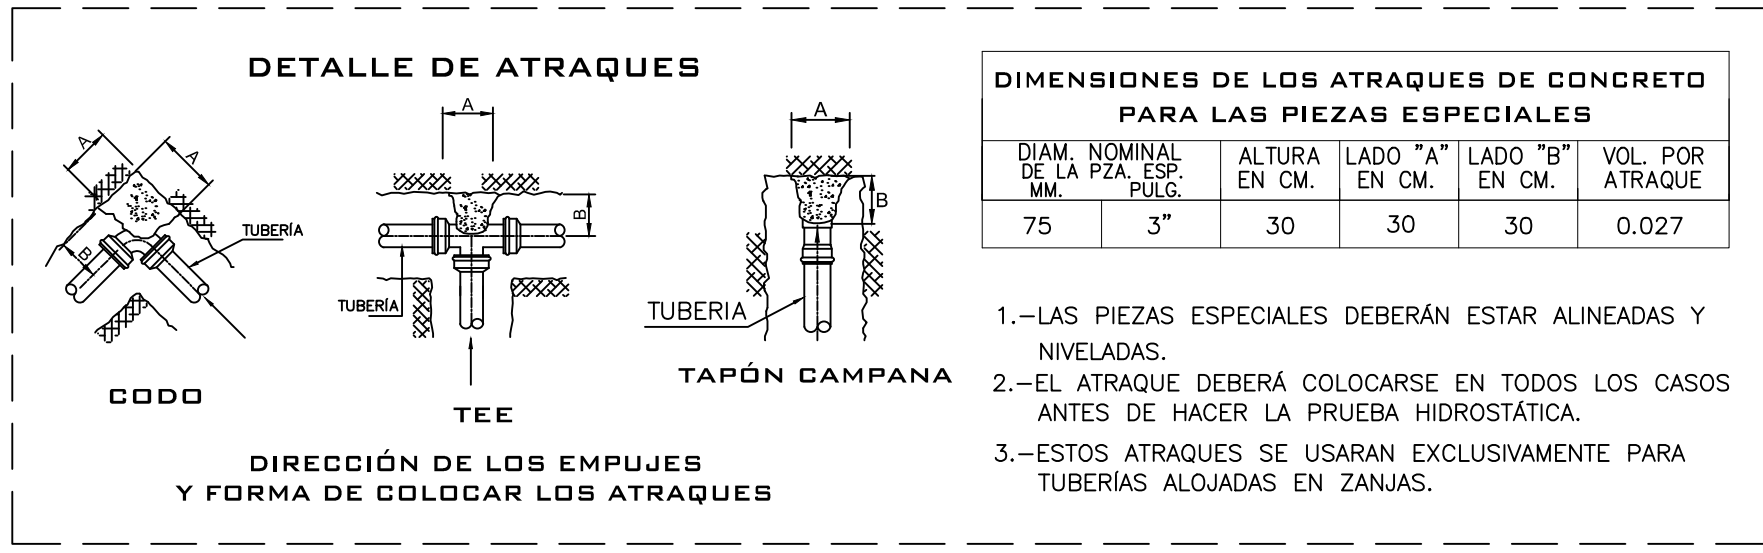 DETALLE DE ATRAQUES
A
A
B
TUBERÍA
CODO
A
B
TUBERÍA
TEE
A
B
TUBERIA
TAPÓN CAMPANA
DIRECCIÓN DE LOS EMPUJES
Y FORMA DE COLOCAR LOS ATRAQUES
DIMENSIONES DE LOS ATRAQUES DE CONCRETO
PARA LAS PIEZAS ESPECIALES
DIAM. NOMINAL
DE LA PZA. ESP.
MM. PULG.
ALTURA
EN CM.
LADO "A"
EN CM.
LADO "B"
EN CM.
VOL. POR
ATRAQUE
75 3" 30 30 30 0.027
1.-LAS PIEZAS ESPECIALES DEBERÁN ESTAR ALINEADAS Y
NIVELADAS.
2.-EL ATRAQUE DEBERÁ COLOCARSE EN TODOS LOS CASOS
ANTES DE HACER LA PRUEBA HIDROSTÁTICA.
3.-ESTOS ATRAQUES SE USARAN EXCLUSIVAMENTE PARA
TUBERÍAS ALOJADAS EN ZANJAS.